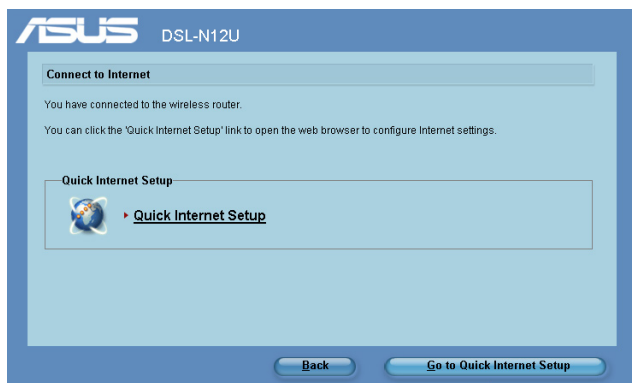 ASUS DSL-N12U
Connect to Internet
You have connected to the wireless router.
You can click the 'Quick Internet Setup' link to open the web browser to configure Internet settings.
Quick Internet Setup
Quick Internet Setup
Back Go to Quick Internet Setup